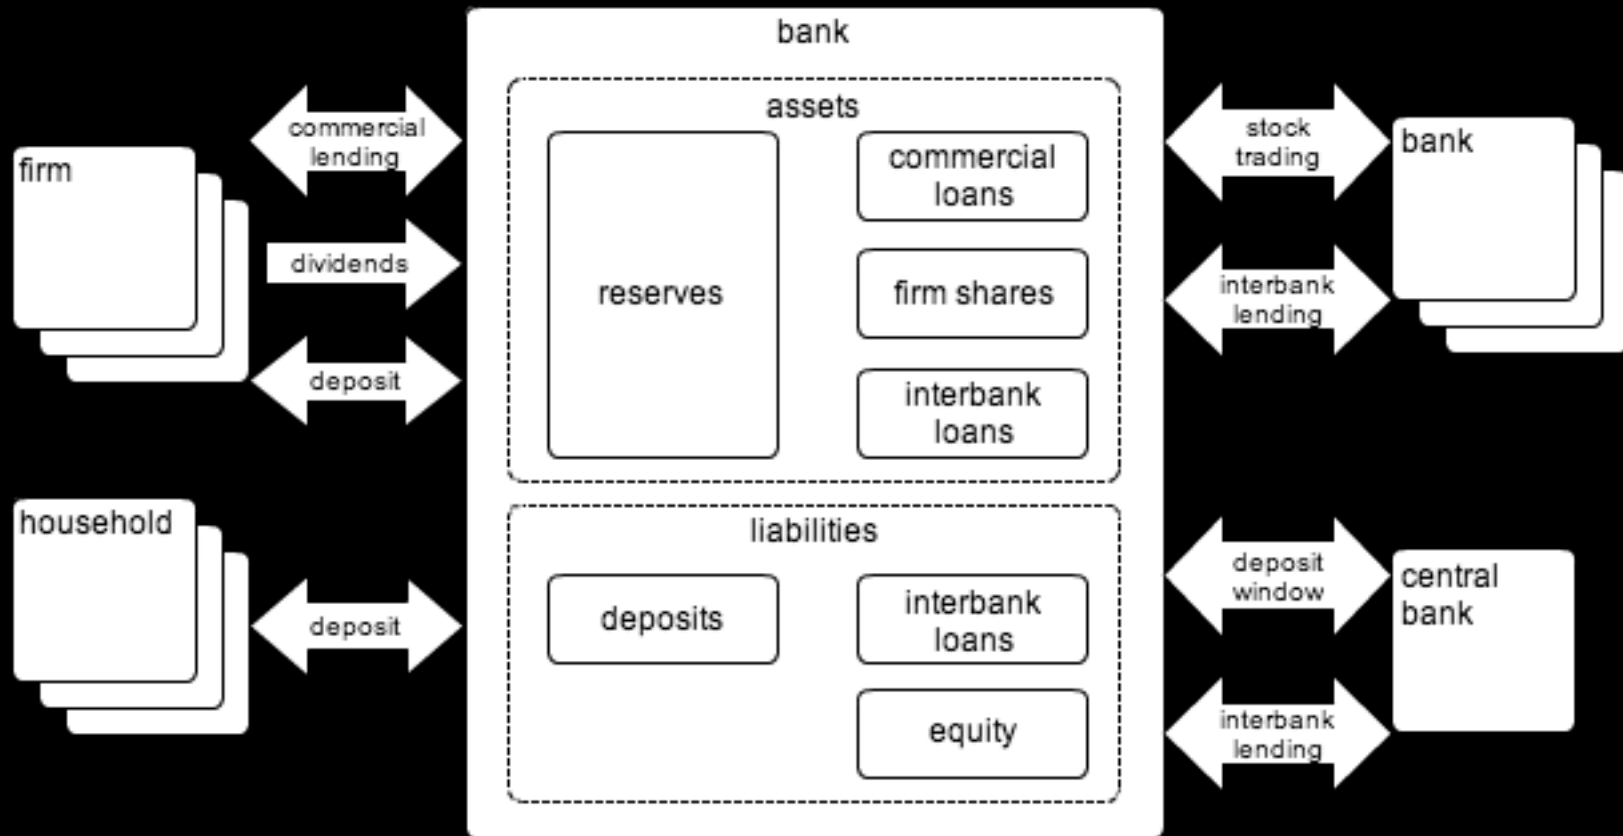 bank
assets
reserves
commercial
loans
firm shares
interbank
loans
liabilities
deposits
interbank
loans
equity
firm
commercial
lending
dividends
deposit
household
deposit
stock
trading
bank
interbank
lending
deposit
window
central
bank
interbank
lending